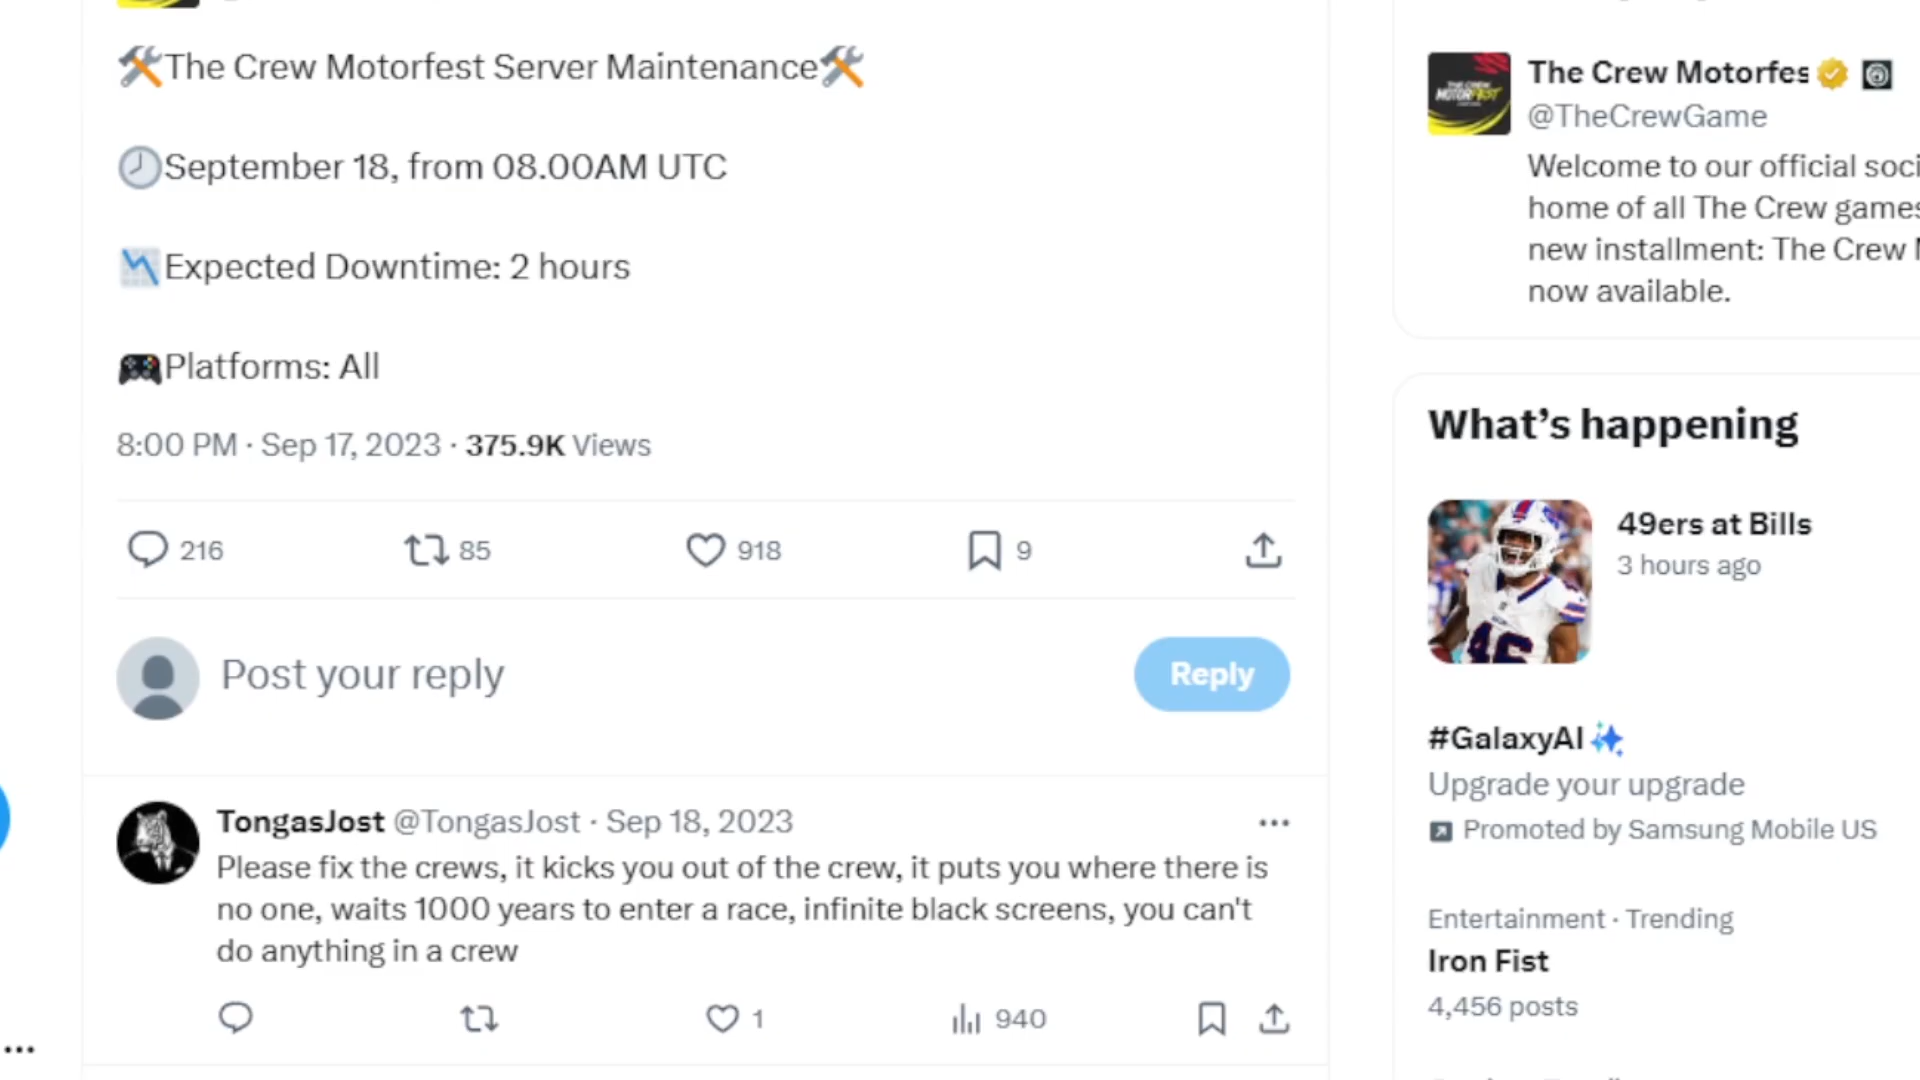 🛠️The Crew Motorfest Server Maintenance🛠️
🕗September 18, from 08.00AM UTC
📉Expected Downtime: 2 hours
🎮Platforms: All
8:00 PM · Sep 17, 2023 · 375.9K Views
216 85 918 9
Post your reply
Reply
TongasJost @TongasJost · Sep 18, 2023
Please fix the crews, it kicks you out of the crew, it puts you where there is
no one, waits 1000 years to enter a race, infinite black screens, you can't
do anything in a crew
1 940
The Crew Motorfes
@TheCrewGame
Welcome to our official soci
home of all The Crew games
new installment: The Crew
now available.
What's happening
49ers at Bills
3 hours ago
46
#GalaxyAI
Upgrade your upgrade
Promoted by Samsung Mobile US
Entertainment · Trending
Iron Fist
4,456 posts